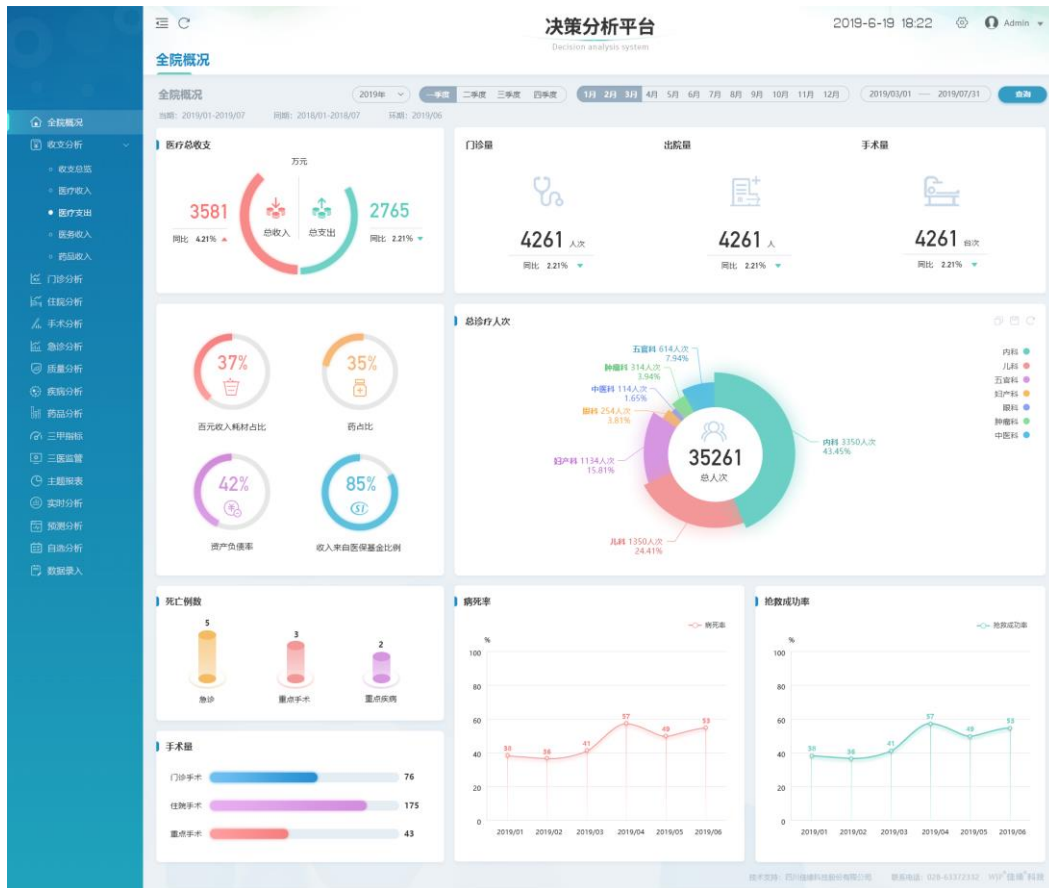 决策分析平台
Decision analysis system
2019-6-19 18:22
Admin
全院概况
全院概况
2019年
一季度 二季度 三季度 四季度
1月 2月 3月 4月 5月 6月 7月 8月 9月 10月 11月 12月
2019/03/01 — 2019/07/31
查询
当期: 2019/01-2019/07 同期: 2018/01-2018/07 环期: 2019/06
全院概况
收支分析
收支总览
医疗收入
医疗支出
医务收入
药品收入
门诊分析
住院分析
手术分析
急诊分析
质量分析
疾病分析
药品分析
三甲指标
三医监管
主题报表
实时分析
预测分析
自选分析
数据录入
医疗总收支
万元
3581
同比 4.21%
总收入
总支出
2765
同比 2.21%
门诊量
4261 人次
同比 2.21%
出院量
4261 人
同比 2.21%
手术量
4261 台次
同比 2.21%
37%
百元收入耗材占比
35%
药占比
42%
资产负债率
85%
收入来自医保基金比例
总诊疗人次
五官科 614人次
7.94%
肿瘤科 314人次
3.94%
中医科 114人次
1.65%
眼科 254人次
3.81%
妇产科 1134人次
15.81%
儿科 1350人次
24.41%
内科 3350人次
43.45%
35261
总人次
内科
儿科
五官科
妇产科
眼科
肿瘤科
中医科
死亡例数
5
3
2
急诊
重点手术
重点疾病
手术量
门诊手术 76
住院手术 175
重点手术 43
病死率
病死率
%
100
80
60
40
20
0
36
41
57
49
53
2019/01 2019/02 2019/03 2019/04 2019/05 2019/06
抢救成功率
抢救成功率
%
100
80
60
40
20
0
36
41
57
49
53
2019/01 2019/02 2019/03 2019/04 2019/05 2019/06
联系电话: 028-63372332